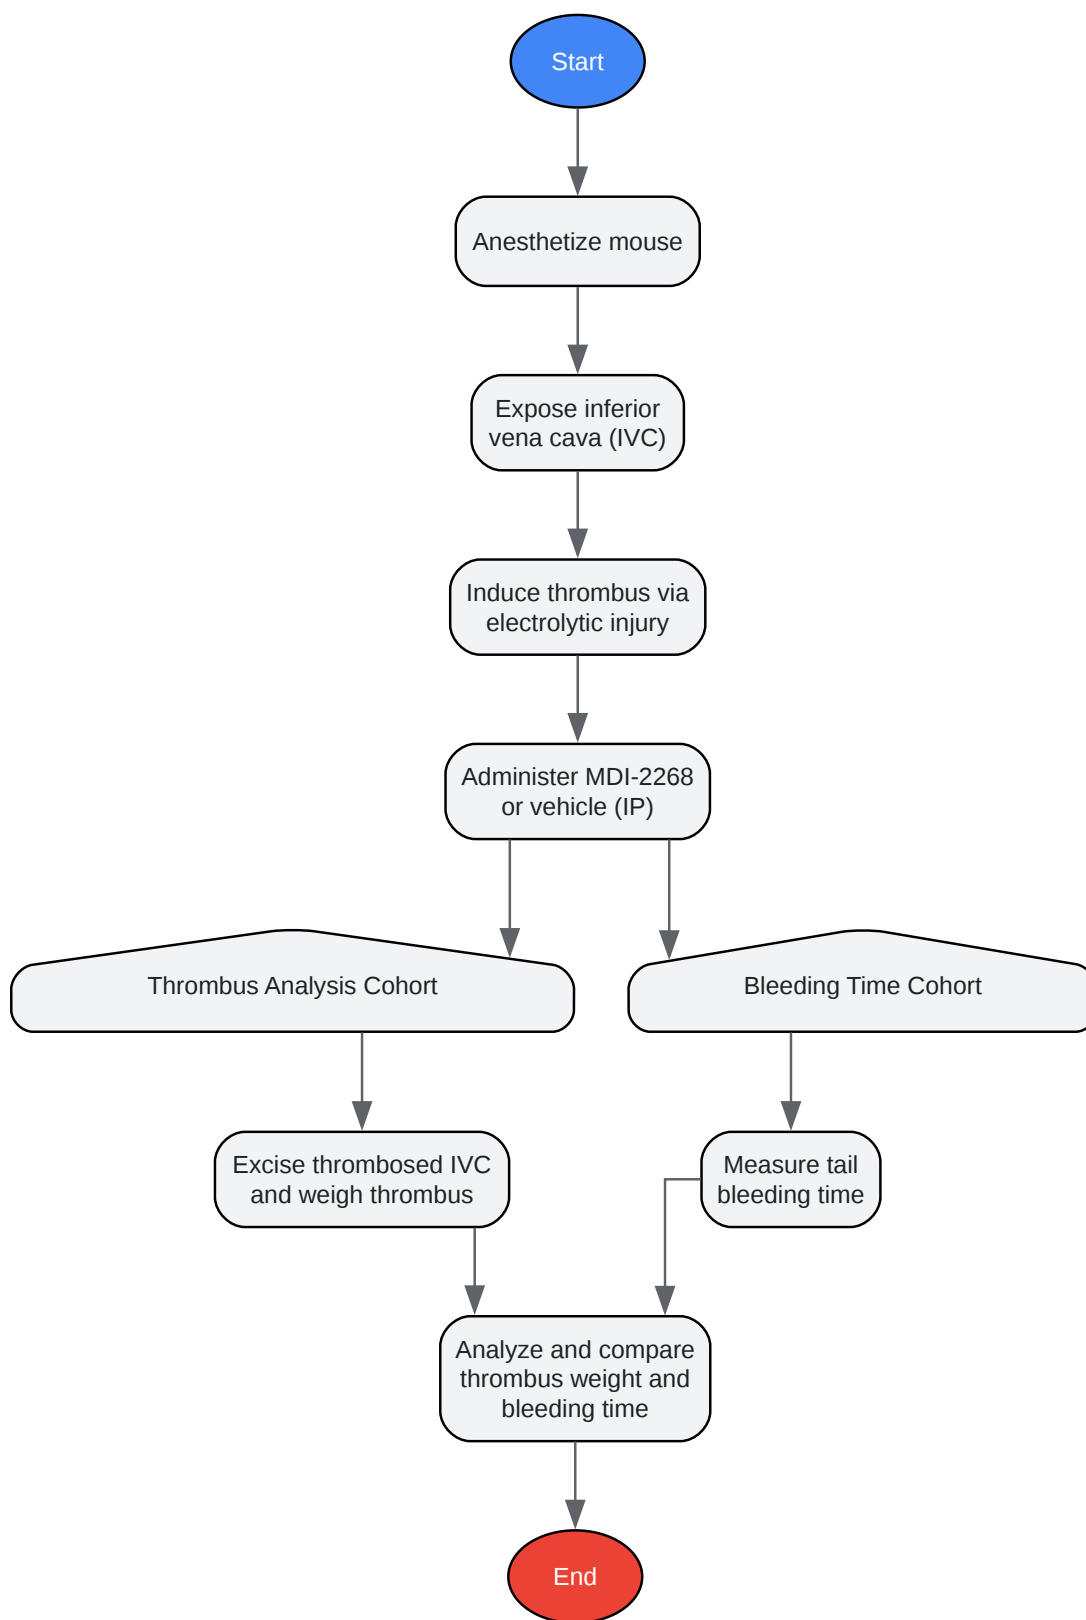 Start
Anesthetize mouse
Expose inferior
vena cava (IVC)
Induce thrombus via
electrolytic injury
Administer MDI-2268
or vehicle (IP)
Thrombus Analysis Cohort
Bleeding Time Cohort
Excise thrombosed IVC
and weigh thrombus
Measure tail
bleeding time
Analyze and compare
thrombus weight and
bleeding time
End